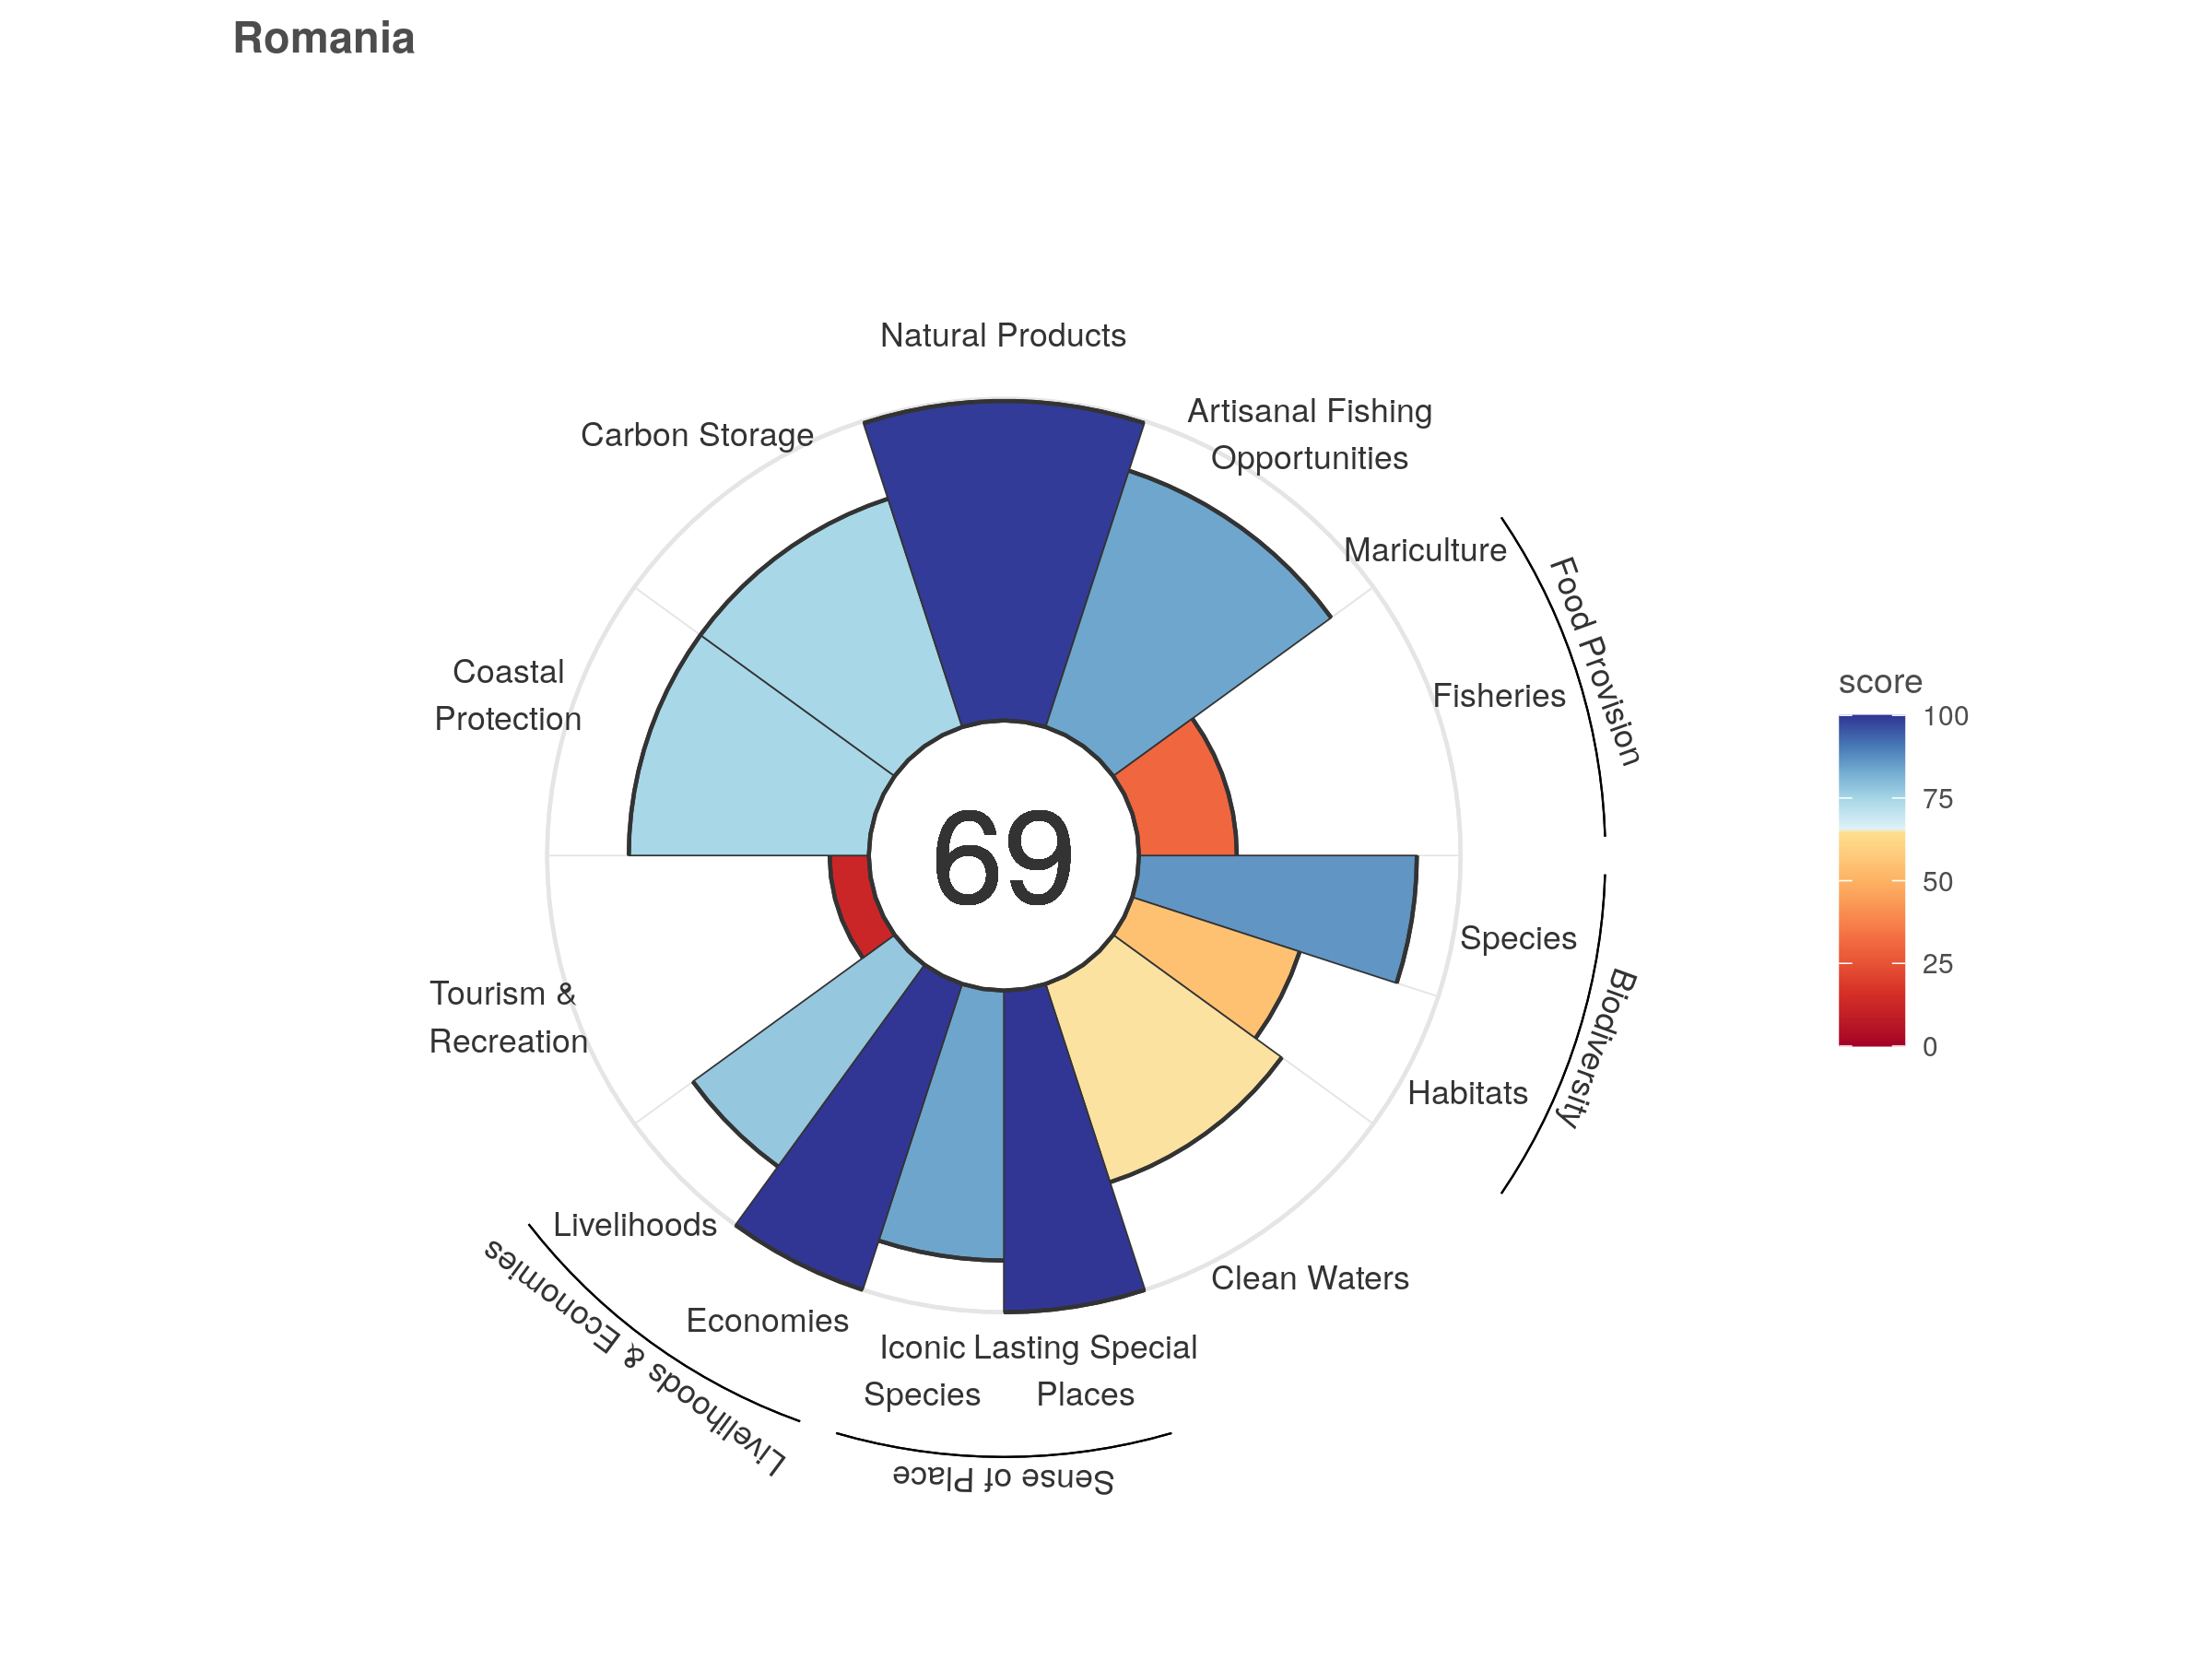 Romania
Natural Products
Artisanal Fishing
Opportunities
Carbon Storage
Mariculture
Food Provision
Fisheries
Coastal
Protection
score
100
75
50
25
0
69
Species
Biodiversity
Habitats
Tourism &
Recreation
Livelihoods
Livelihoods & Economies
Economies
Clean Waters
Iconic
Species
Lasting Special
Places
Sense of Place